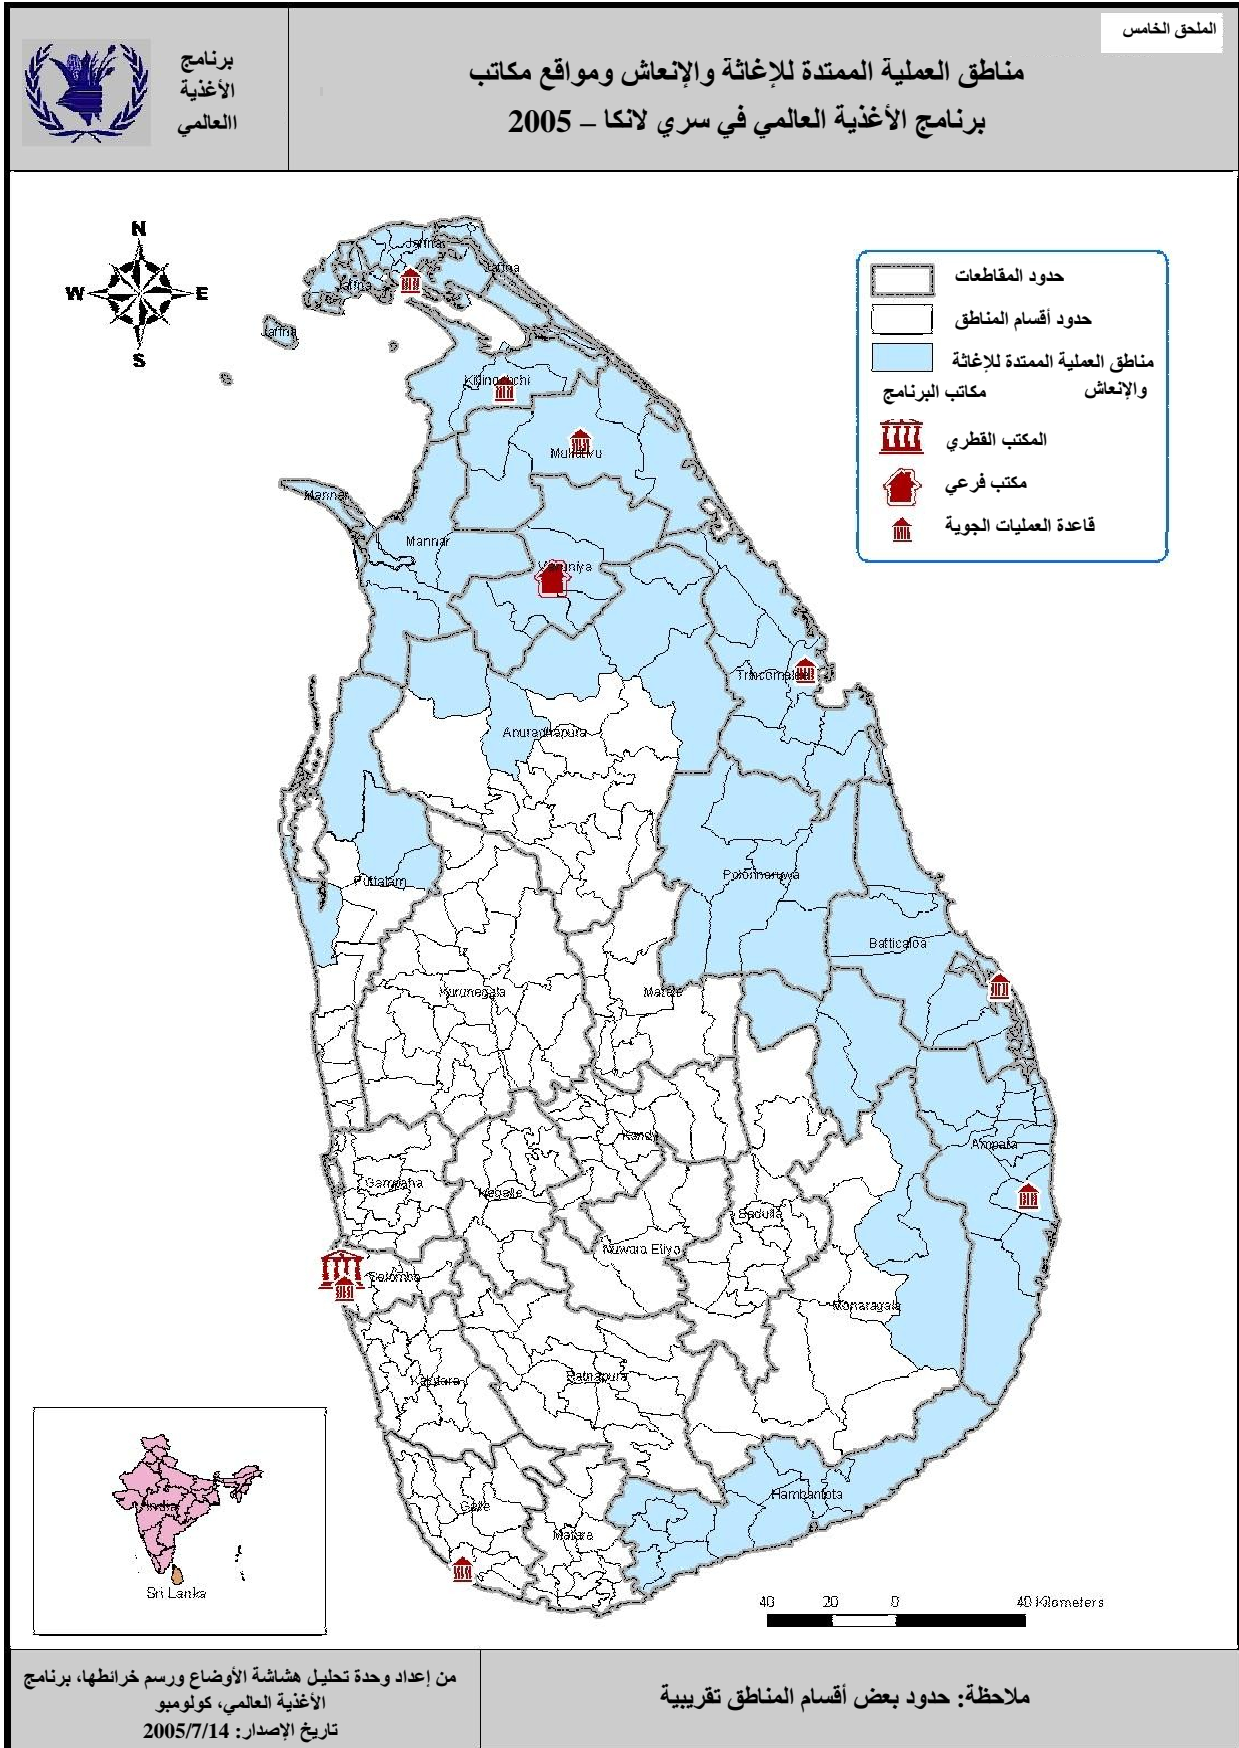 الملحق الخامس
برنامج
الأغذية
االعالمي
مناطق العملية الممتدة للإغاثة والإنعاش ومواقع مكاتب
برنامج الأغذية العالمي في سري لانكا – 2005
N
W
E
S
حدود المقاطعات
حدود أقسام المناطق
مناطق العملية الممتدة للإغاثة
والإنعاش
مكاتب البرنامج
المكتب القطري
مكتب فرعي
قاعدة العمليات الجوية
Jaffna
Jaffna
Jaffna
Jaffna
Mannar
Mannar
Anuradhapura
Puttalam
Polonnaruwa
Batticaloa
Kurunegala
Matale
Kandy
Ampara
Gampaha
Kegalle
Badulla
Nuwara Eliya
Colombo
Monaragala
Kalutara
Ratnapura
Hambantota
Galle
Matara
India
Sri Lanka
40 20 0 40 Kilometers
من إعداد وحدة تحليل هشاشة الأوضاع ورسم خرائطها، برنامج
الأغذية العالمي، كولومبو
تاريخ الإصدار: 2005/7/14
ملاحظة: حدود بعض أقسام المناطق تقريبية